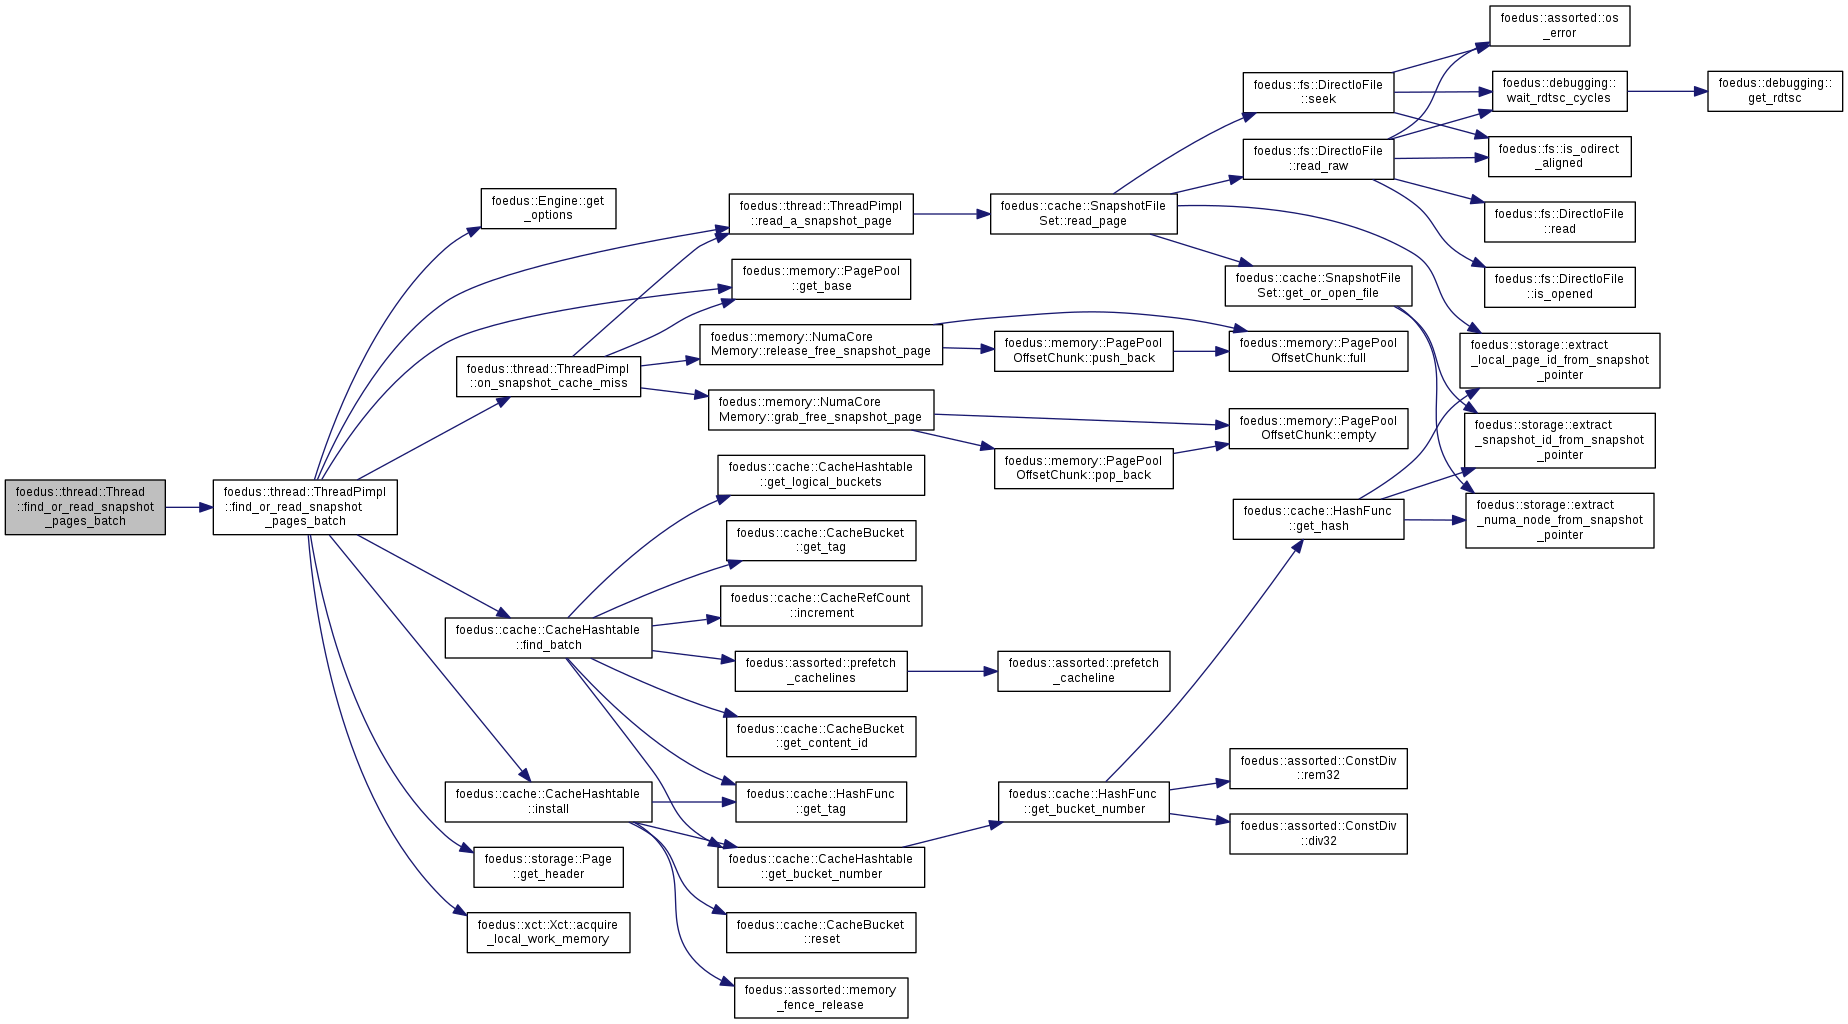 foedus::thread::Thread
::find_or_read_snapshot
_pages_batch
foedus::thread::ThreadPimpl
::find_or_read_snapshot
_pages_batch
foedus::Engine::get
_options
foedus::thread::ThreadPimpl
::on_snapshot_cache_miss
foedus::cache::CacheHashtable
::find_batch
foedus::cache::CacheHashtable
::install
foedus::storage::Page
::get_header
foedus::xct::Xct::acquire
_local_work_memory
foedus::thread::ThreadPimpl
::read_a_snapshot_page
foedus::memory::PagePool
::get_base
foedus::memory::NumaCore
Memory::release_free_snapshot_page
foedus::memory::NumaCore
Memory::grab_free_snapshot_page
foedus::cache::CacheHashtable
::get_logical_buckets
foedus::cache::CacheBucket
::get_tag
foedus::cache::CacheRefCount
::increment
foedus::assorted::prefetch
_cachelines
foedus::cache::CacheBucket
::get_content_id
foedus::cache::HashFunc
::get_tag
foedus::cache::CacheHashtable
::get_bucket_number
foedus::cache::CacheBucket
::reset
foedus::assorted::memory
_fence_release
foedus::cache::SnapshotFile
Set::read_page
foedus::memory::PagePool
OffsetChunk::push_back
foedus::memory::PagePool
OffsetChunk::pop_back
foedus::assorted::prefetch
_cacheline
foedus::cache::HashFunc
::get_bucket_number
foedus::fs::DirectIoFile
::seek
foedus::fs::DirectIoFile
::read_raw
foedus::cache::SnapshotFile
Set::get_or_open_file
foedus::memory::PagePool
OffsetChunk::full
foedus::memory::PagePool
OffsetChunk::empty
foedus::cache::HashFunc
::get_hash
foedus::assorted::ConstDiv
::rem32
foedus::assorted::ConstDiv
::div32
foedus::assorted::os
_error
foedus::debugging::
wait_rdtsc_cycles
foedus::fs::is_odirect
_aligned
foedus::fs::DirectIoFile
::read
foedus::fs::DirectIoFile
::is_opened
foedus::storage::extract
_local_page_id_from_snapshot
_pointer
foedus::storage::extract
_snapshot_id_from_snapshot
_pointer
foedus::storage::extract
_numa_node_from_snapshot
_pointer
foedus::debugging::
get_rdtsc